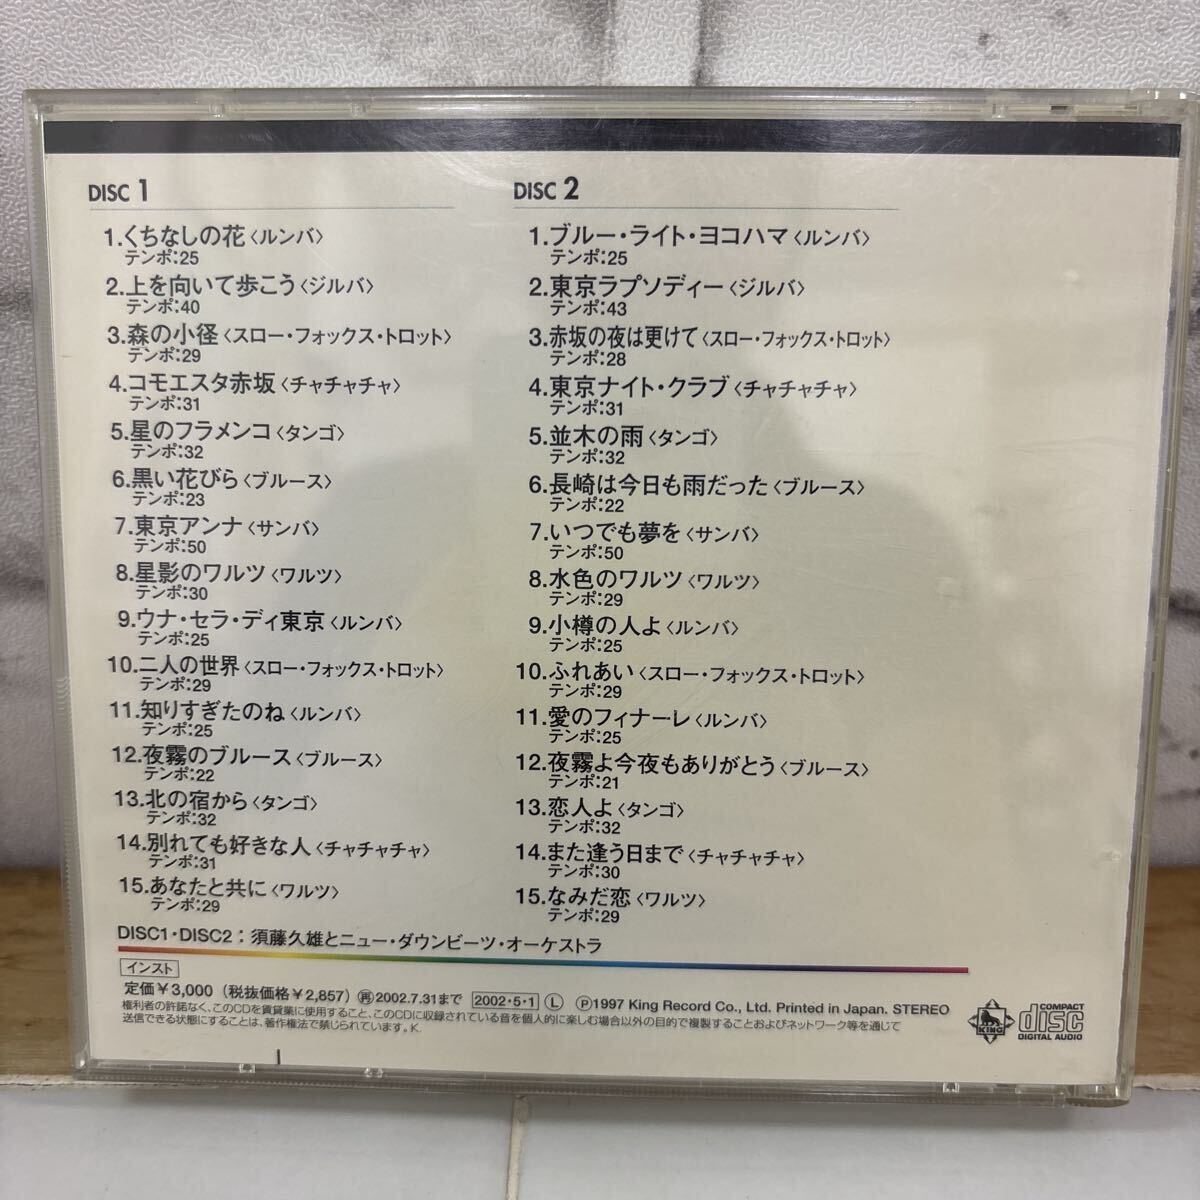 DISC 1
1.くちなしの花〈ルンバ〉
テンポ:25
2.上を向いて歩こう〈ジルバ〉
テンポ:40
3.森の小径〈スロー・フォックス・トロット〉
テンポ:29
4.コモエスタ赤坂〈チャチャチャ〉
テンポ:31
5.星のフラメンコ〈タンゴ〉
テンポ:32
6.黒い花びら〈ブルース〉
テンポ:23
7.東京アンナ〈サンバ〉
テンポ:50
8.星影のワルツ〈ワルツ〉
テンポ:30
9.ウナ・セラ・ディ東京〈ルンバ〉
テンポ:25
10.二人の世界〈スロー・フォックス・トロット〉
テンポ:29
11.知りすぎたのね〈ルンバ〉
テンポ:25
12.夜霧のブルース〈ブルース〉
テンポ:22
13.北の宿から〈タンゴ〉
テンポ:32
14.別れても好きな人〈チャチャチャ〉
テンポ:31
15.あなたと共に〈ワルツ〉
テンポ:29
DISC 2
1.ブルー・ライト・ヨコハマ〈ルンバ〉
テンポ:25
2.東京ラプソディー〈ジルバ〉
テンポ:43
3.赤坂の夜は更けて〈スロー・フォックス・トロット〉
テンポ:28
4.東京ナイト・クラブ〈チャチャチャ〉
テンポ:31
5.並木の雨〈タンゴ〉
テンポ:32
6.長崎は今日も雨だった〈ブルース〉
テンポ:22
7.いつでも夢を〈サンバ〉
テンポ:50
8.水色のワルツ〈ワルツ〉
テンポ:29
9.小樽の人よ〈ルンバ〉
テンポ:25
10.ふれあい〈スロー・フォックス・トロット〉
テンポ:29
11.愛のフィナーレ〈ルンバ〉
テンポ:25
12.夜霧よ今夜もありがとう〈ブルース〉
テンポ:21
13.恋人よ〈タンゴ〉
テンポ:32
14.また逢う日まで〈チャチャチャ〉
テンポ:30
15.なみだ恋〈ワルツ〉
テンポ:29
DISC1・DISC2：須藤久雄とニュー・ダウンビーツ・オーケストラ
インスト
定価￥3,000（税抜価格￥2,857）㊢2002.7.31まで 2002・5・1 Ⓛ Ⓟ1997 King Record Co., Ltd. Printed in Japan. STEREO
権利者の許諾なく、このCDを賃貸業に使用すること、このCDに収録されている音を個人的に楽しむ場合以外の目的で複製することおよびネットワーク等を通じて
送信できる状態にすることは、著作権法で禁じられています。K.
KING
COMPACT
disc
DIGITAL AUDIO